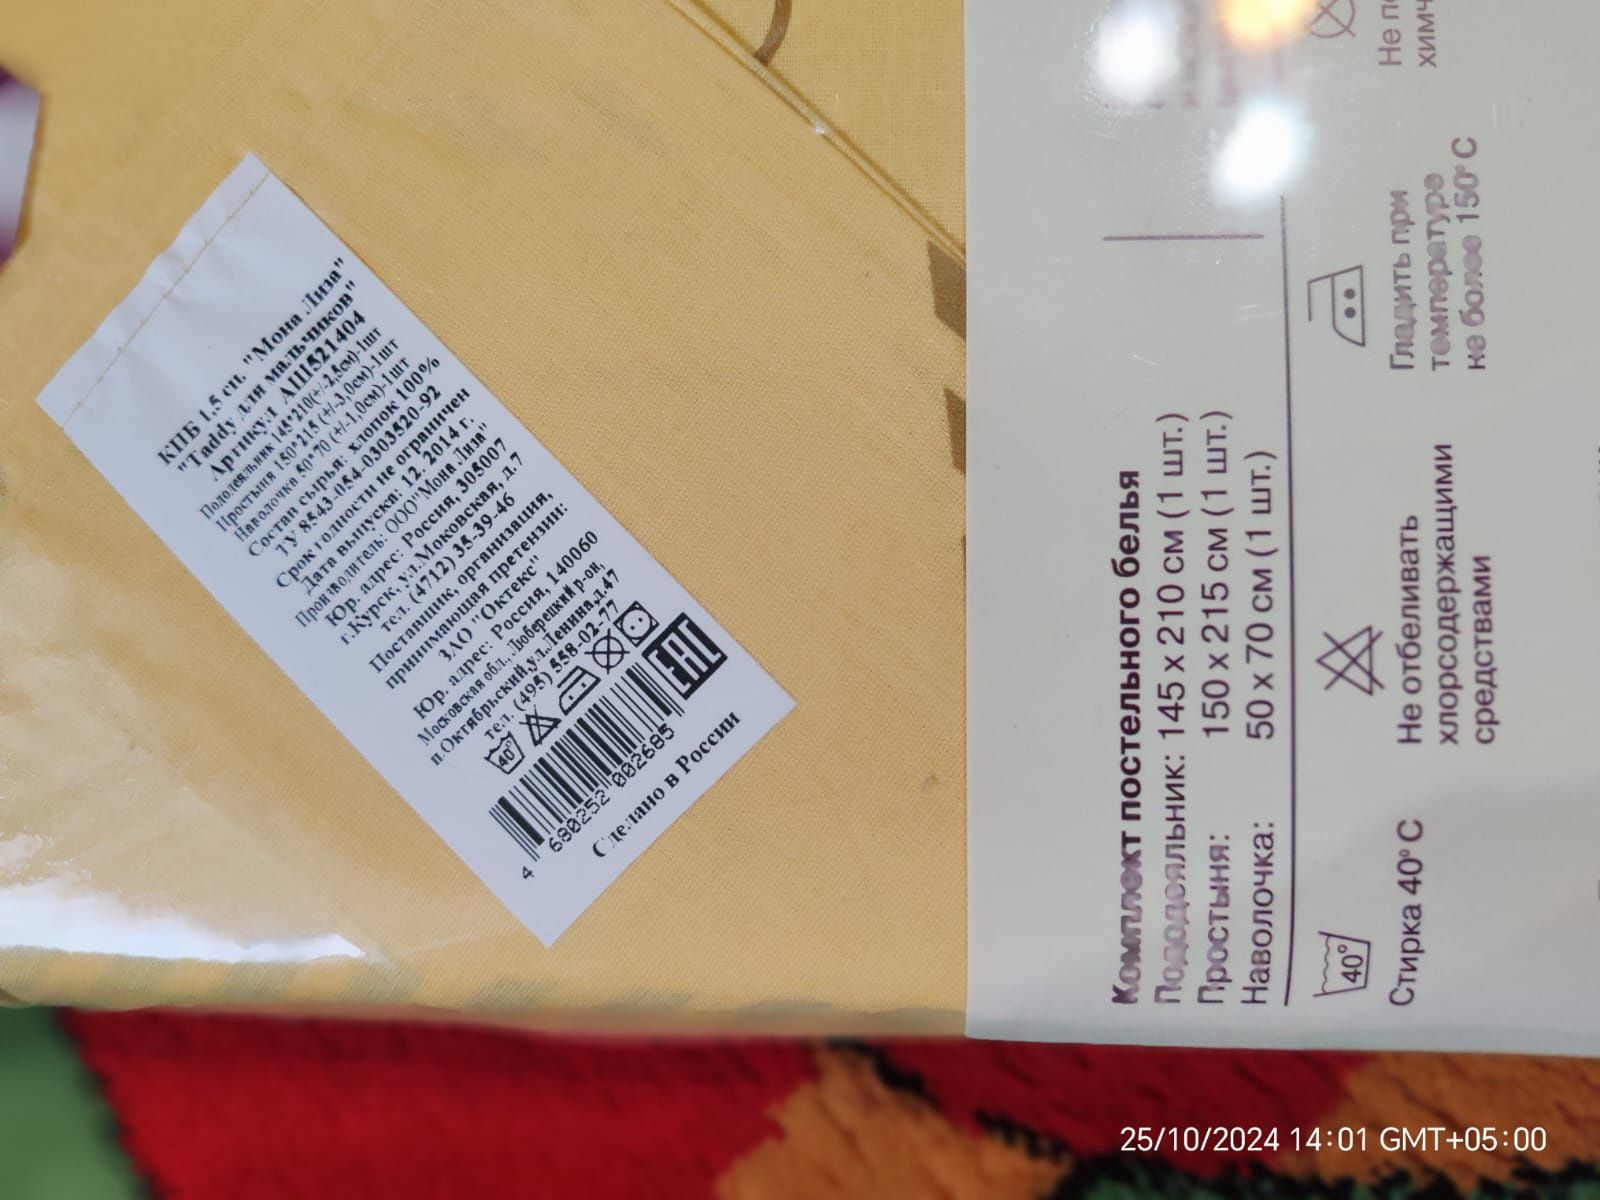 КПБ 1,5 сп. "Мона Лиза"
"Taddy для мальчиков"
Артикул АШ521404
Пододеяльник 145*210(+/-2,5см)-1шт
Простыня 150*215 (+/-3,0см)-1шт
Наволочка 50*70 (+/-1,0см)-1шт
Состав сырья: хлопок 100%
ТУ 8543-054-0303520-92
Срок годности не ограничен
Дата выпуска: 12. 2014 г.
Производитель: ООО"Мона Лиза"
Юр. адрес: Россия, 305007
г.Курск, ул.Моковская, д.7
тел. (4712) 35-39-46
Поставщик, организация,
принимающая претензии:
ЗАО "Октекс"
Юр. адрес: Россия, 140060
Московская обл., Люберецкий р-он,
п.Октябрьский,ул.Ленина,д.47
тел. (495) 558-02-77
40°
EAC
4 680252 002685
Сделано в России
Комплект постельного белья
Пододеяльник: 145 x 210 см (1 шт.)
Простыня: 150 x 215 см (1 шт.)
Наволочка: 50 x 70 см (1 шт.)
40°
Стирка 40° С
Не отбеливать
хлорсодержащими
средствами
Гладить при
температуре
не более 150° С
Не
25/10/2024 14:01 GMT+05:00